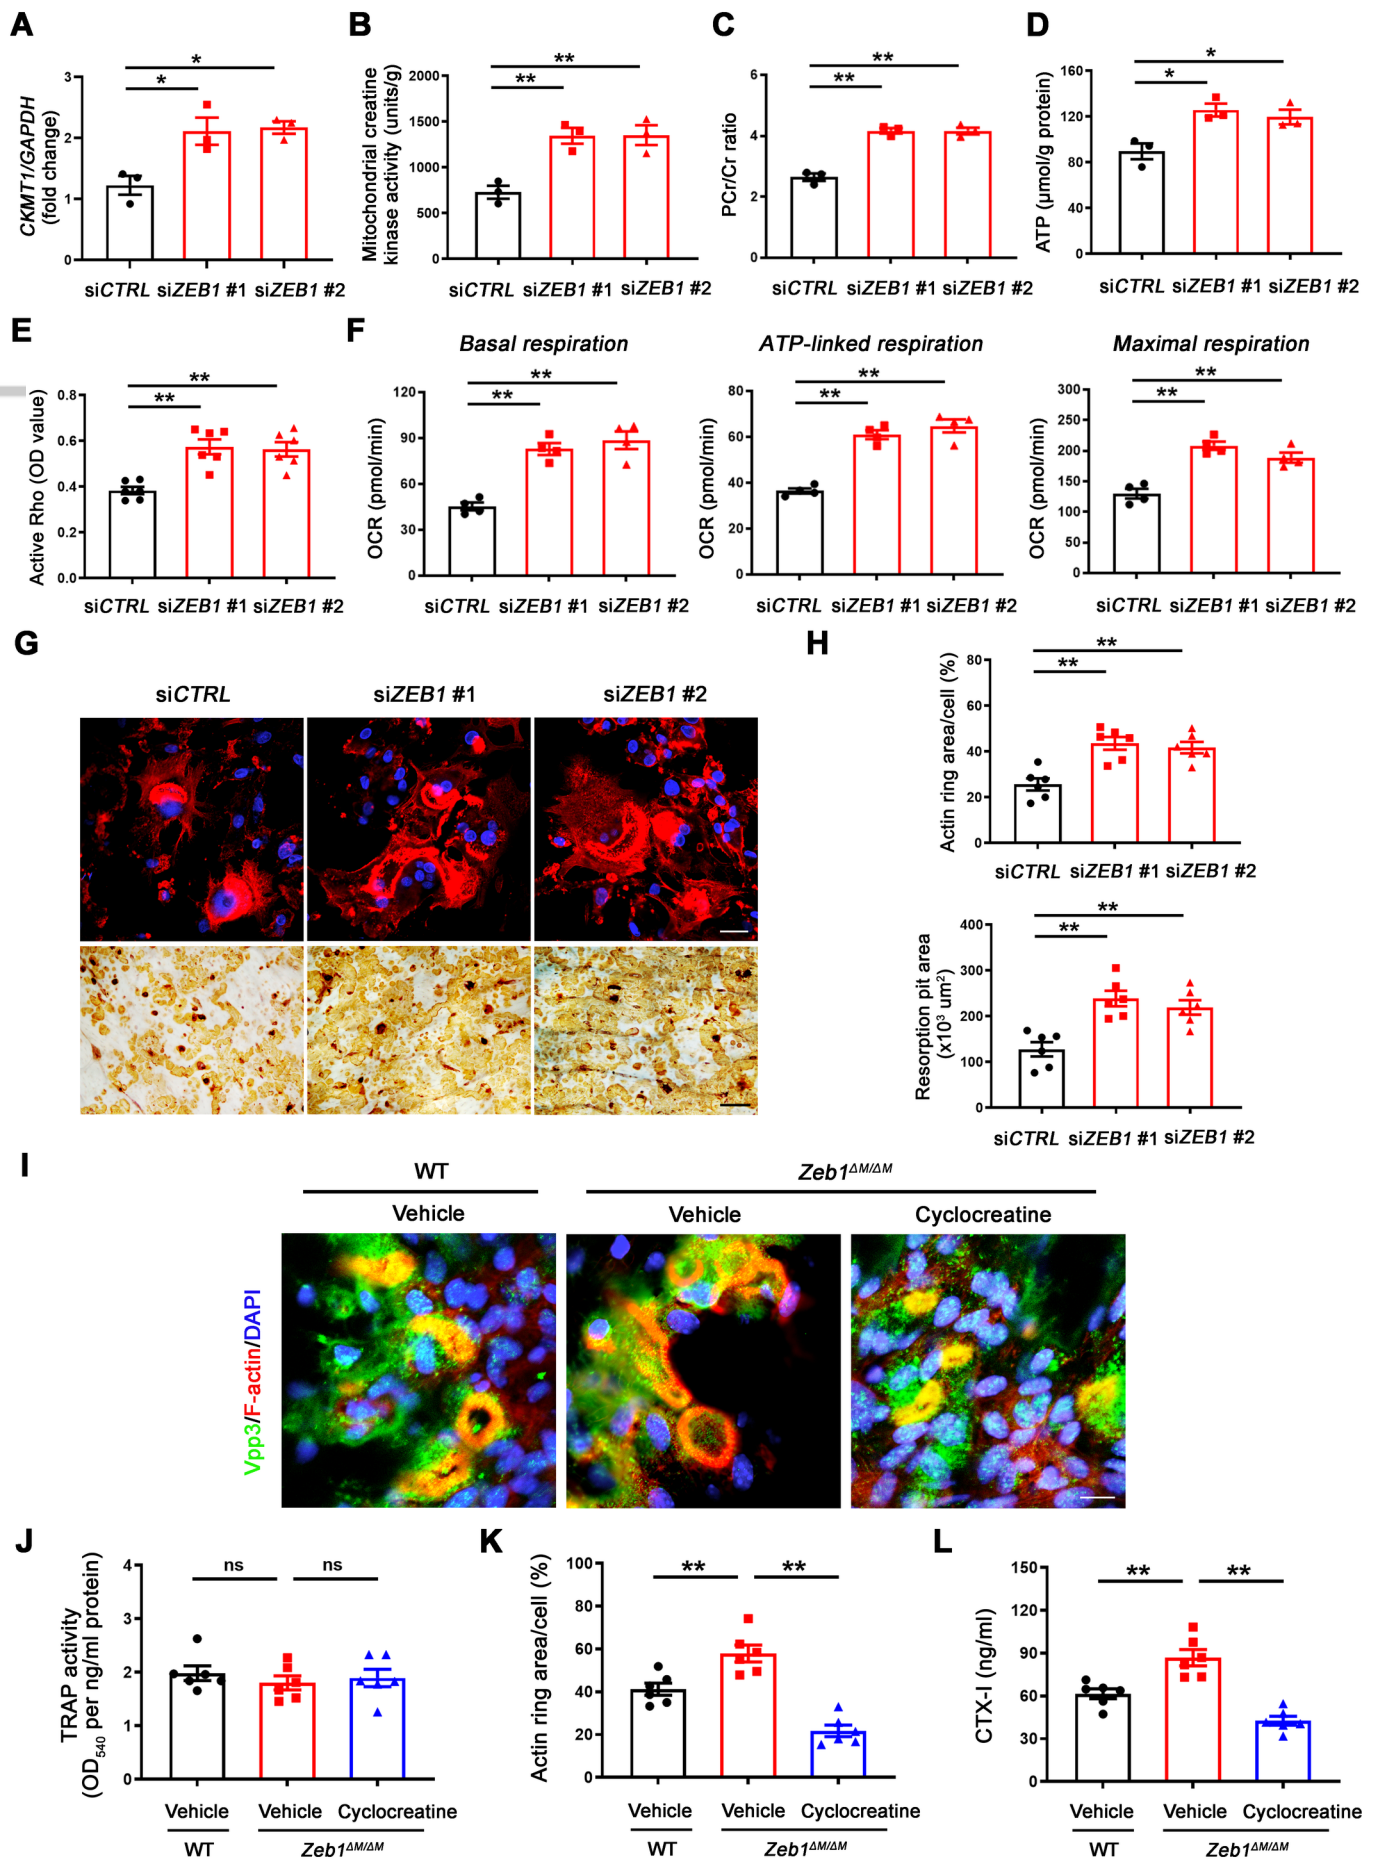 A
B
C
D
CKMT1/GAPDH
(fold change)
3
2
1
0
*
*
siCTRL siZEB1 #1 siZEB1 #2
Mitochondrial creatine
kinase activity (units/g)
2000
1500
1000
500
0
**
**
siCTRL siZEB1 #1 siZEB1 #2
PCr/Cr ratio
6
4
2
0
**
**
siCTRL siZEB1 #1 siZEB1 #2
ATP (μmol/g protein)
160
120
80
40
0
*
*
siCTRL siZEB1 #1 siZEB1 #2
E
F
Active Rho (OD value)
0.8
0.6
0.4
0.2
0.0
**
**
siCTRL siZEB1 #1 siZEB1 #2
Basal respiration
OCR (pmol/min)
120
90
60
30
0
**
**
siCTRL siZEB1 #1 siZEB1 #2
ATP-linked respiration
OCR (pmol/min)
80
60
40
20
0
**
**
siCTRL siZEB1 #1 siZEB1 #2
Maximal respiration
OCR (pmol/min)
300
250
200
150
100
50
0
**
**
siCTRL siZEB1 #1 siZEB1 #2
G
siCTRL siZEB1 #1 siZEB1 #2
H
Actin ring area/cell (%)
80
60
40
20
0
**
**
siCTRL siZEB1 #1 siZEB1 #2
Resorption pit area
(x10³ um²)
400
300
200
100
0
**
**
siCTRL siZEB1 #1 siZEB1 #2
I
WT Zeb1ΔM/ΔM
Vehicle Vehicle Cyclocreatine
Vpp3/F-actin/DAPI
J
TRAP activity
(OD540 per ng/ml protein)
4
3
2
1
0
ns ns
Vehicle Vehicle Cyclocreatine
WT Zeb1ΔM/ΔM
K
Actin ring area/cell (%)
100
80
60
40
20
0
** **
Vehicle Vehicle Cyclocreatine
WT Zeb1ΔM/ΔM
L
CTX-I (ng/ml)
150
120
90
60
30
0
** **
Vehicle Vehicle Cyclocreatine
WT Zeb1ΔM/ΔM